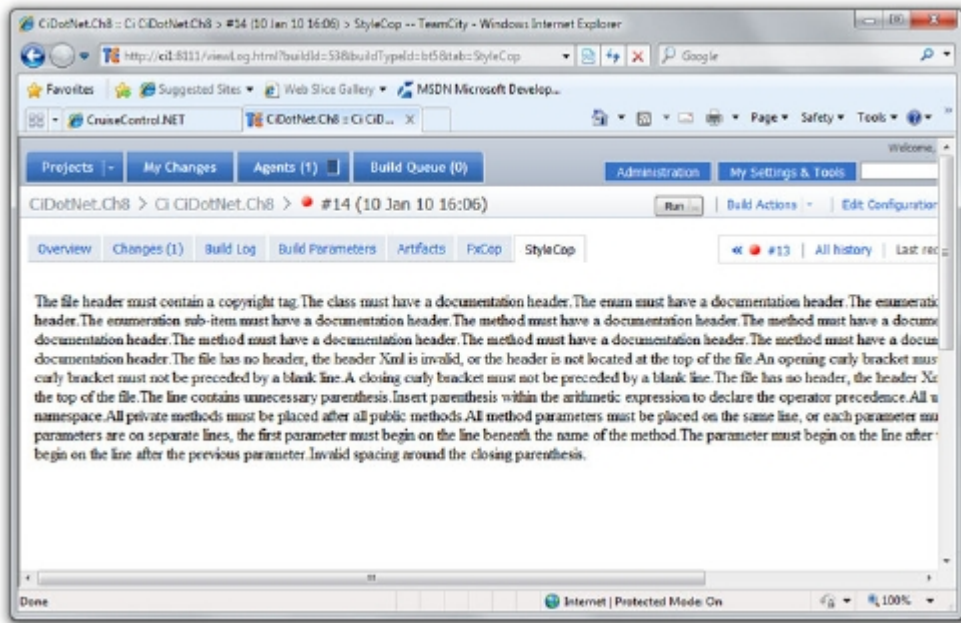 CiDotNet.Ch8 :: Ci CiDotNet.Ch8 > #14 (10 Jan 10 16:06) > StyleCop -- TeamCity - Windows Internet Explorer
http://ci1:8111/viewLog.html?buildId=538&buildTypeId=bt5&tab=StyleCop Google
Favorites Suggested Sites Web Slice Gallery MSDN Microsoft Develop...
CruiseControl.NET CiDotNet.Ch8 :: Ci CiD... X Page Safety Tools
Welcome,
Projects My Changes Agents (1) Build Queue (0) Administration My Settings & Tools
CiDotNet.Ch8 > Ci CiDotNet.Ch8 > #14 (10 Jan 10 16:06) Run ... | Build Actions | Edit Configuration
Overview Changes (1) Build Log Build Parameters Artifacts FxCop StyleCop « #13 | All history | Last rec
The file header must contain a copyright tag.The class must have a documentation header.The enum must have a documentation header.The enumeratic
header.The enumeration sub-item must have a documentation header.The method must have a documentation header.The method must have a docume
documentation header.The method must have a documentation header.The method must have a documentation header.The method must have a docun
documentation header.The file has no header, the header Xml is invalid, or the header is not located at the top of the file.An opening curly bracket mus
curly bracket must not be preceded by a blank line.A closing curly bracket must not be preceded by a blank line.The file has no header, the header Xr
the top of the file.The line contains unnecessary parenthesis.Insert parenthesis within the arithmetic expression to declare the operator precedence.All u
namespace.All private methods must be placed after all public methods.All method parameters must be placed on the same line, or each parameter mu
parameters are on separate lines, the first parameter must begin on the line beneath the name of the method.The parameter must begin on the line after
begin on the line after the previous parameter.Invalid spacing around the closing parenthesis.
Done Internet | Protected Mode: On 100%